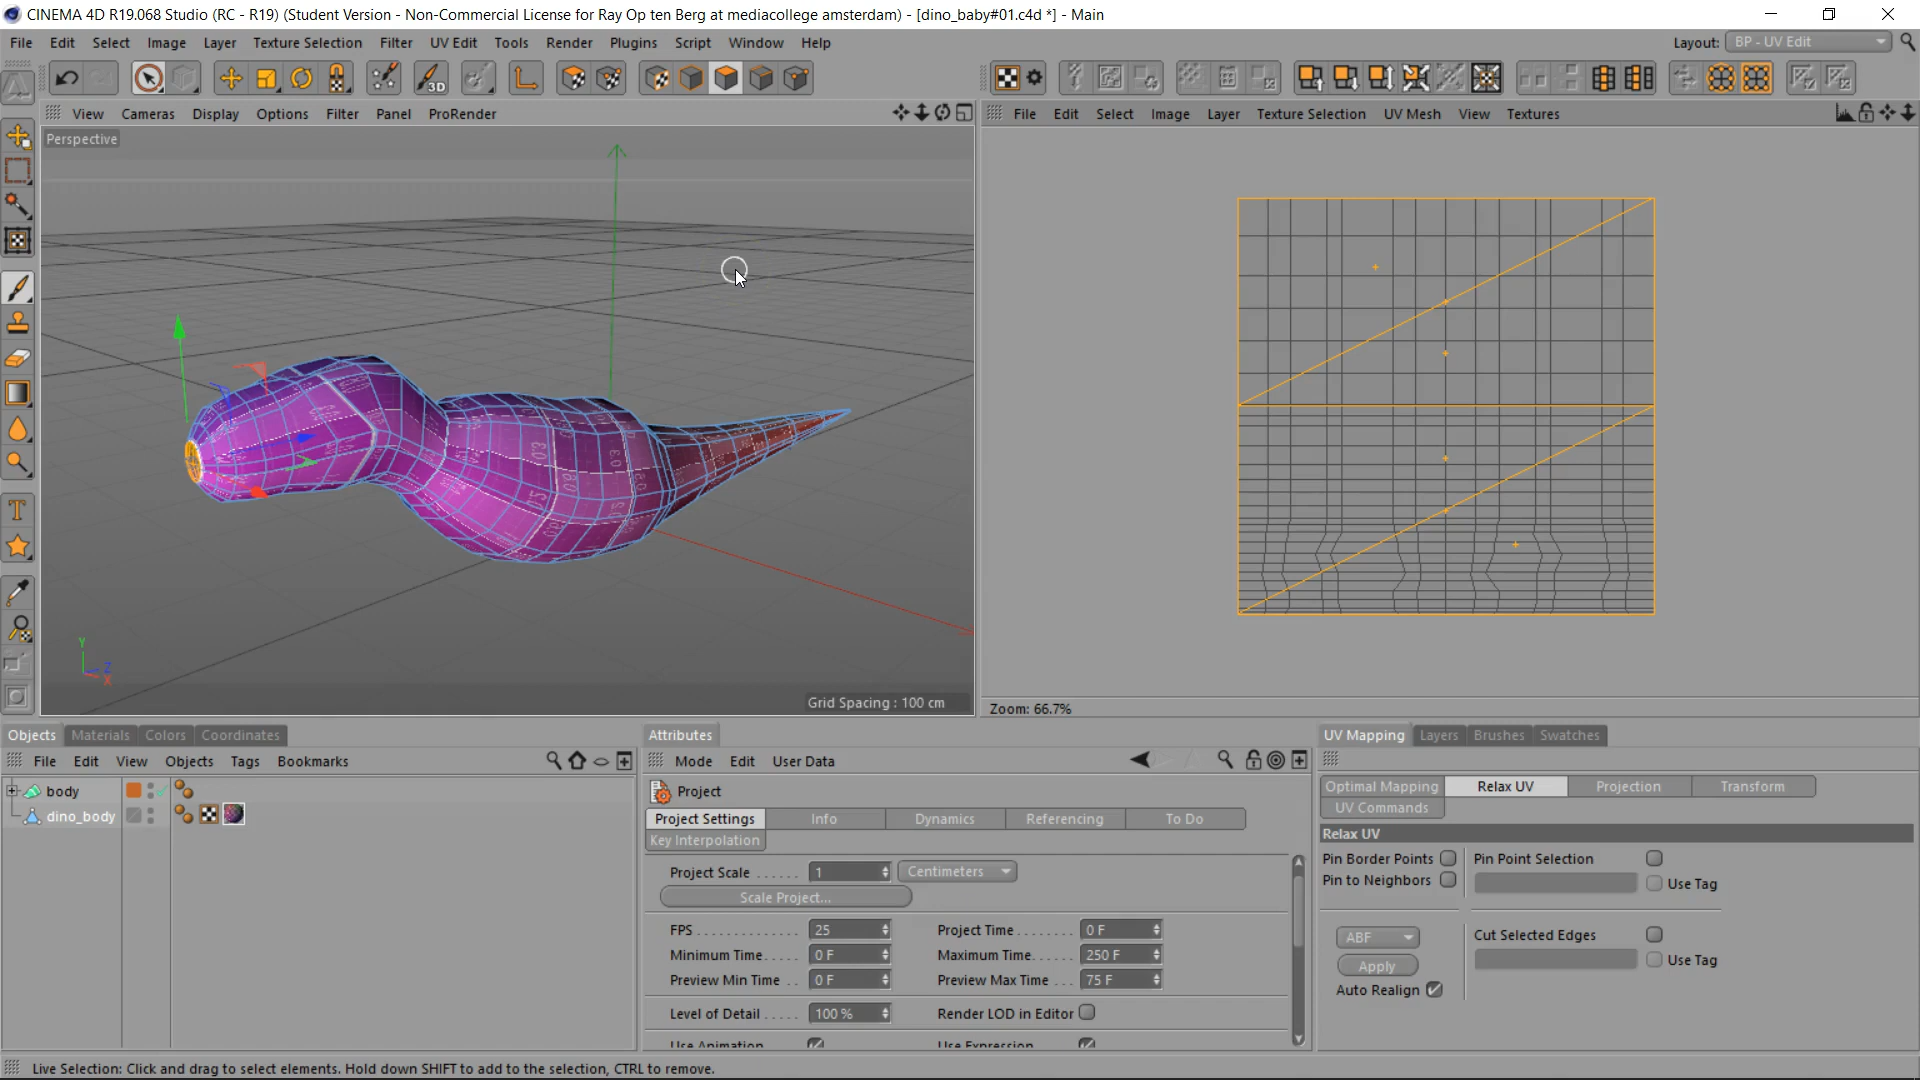 CINEMA 4D R19.068 Studio (RC - R19) (Student Version - Non-Commercial License for Ray Op ten Berg at mediacollege amsterdam) - [dino_baby#01.c4d *] - Main
File Edit Select Image Layer Texture Selection Filter UV Edit Tools Render Plugins Script Window Help Layout: BP - UV Edit
View Cameras Display Options Filter Panel ProRender
File Edit Select Image Layer Texture Selection UV Mesh View Textures
Perspective
Y
Z
X
Grid Spacing : 100 cm
Zoom: 66.7%
Objects Materials Colors Coordinates
File Edit View Objects Tags Bookmarks
body
dino_body
Attributes
Mode Edit User Data
Project
Project Settings Info Dynamics Referencing To Do
Key Interpolation
Project Scale 1 Centimeters
Scale Project...
FPS 25 Project Time 0 F
Minimum Time 0 F Maximum Time 250 F
Preview Min Time 0 F Preview Max Time 75 F
Level of Detail 100 % Render LOD in Editor
Use Animation Use Expression
UV Mapping Layers Brushes Swatches
Optimal Mapping Relax UV Projection Transform
UV Commands
Relax UV
Pin Border Points Pin Point Selection
Pin to Neighbors Use Tag
ABF Cut Selected Edges
Apply Use Tag
Auto Realign
Live Selection: Click and drag to select elements. Hold down SHIFT to add to the selection, CTRL to remove.